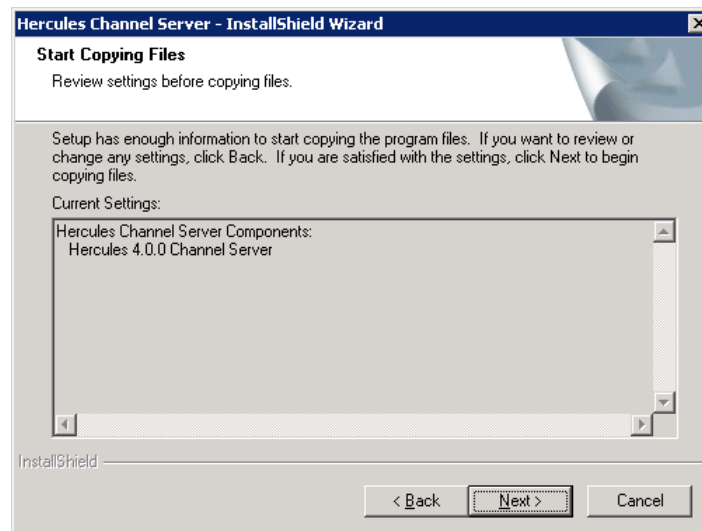 Hercules Channel Server - InstallShield Wizard
Start Copying Files
Review settings before copying files.
Setup has enough information to start copying the program files. If you want to review or
change any settings, click Back. If you are satisfied with the settings, click Next to begin
copying files.
Current Settings:
Hercules Channel Server Components:
Hercules 4.0.0 Channel Server
InstallShield
< Back
Next >
Cancel